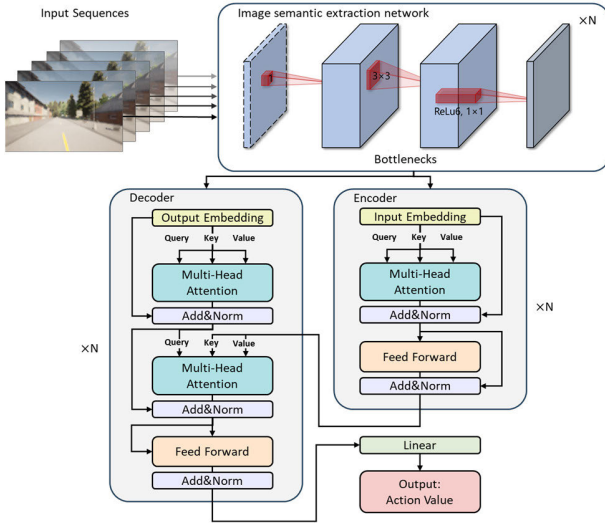 Input Sequences
Image semantic extraction network
×N
1
3×3
ReLu6, 1×1
Bottlenecks
Decoder
Output Embedding
Query Key Value
Multi-Head
Attention
Add&Norm
Query Key Value
Multi-Head
Attention
Add&Norm
Feed Forward
Add&Norm
×N
Encoder
Input Embedding
Query Key Value
Multi-Head
Attention
Add&Norm
Feed Forward
Add&Norm
×N
Linear
Output:
Action Value